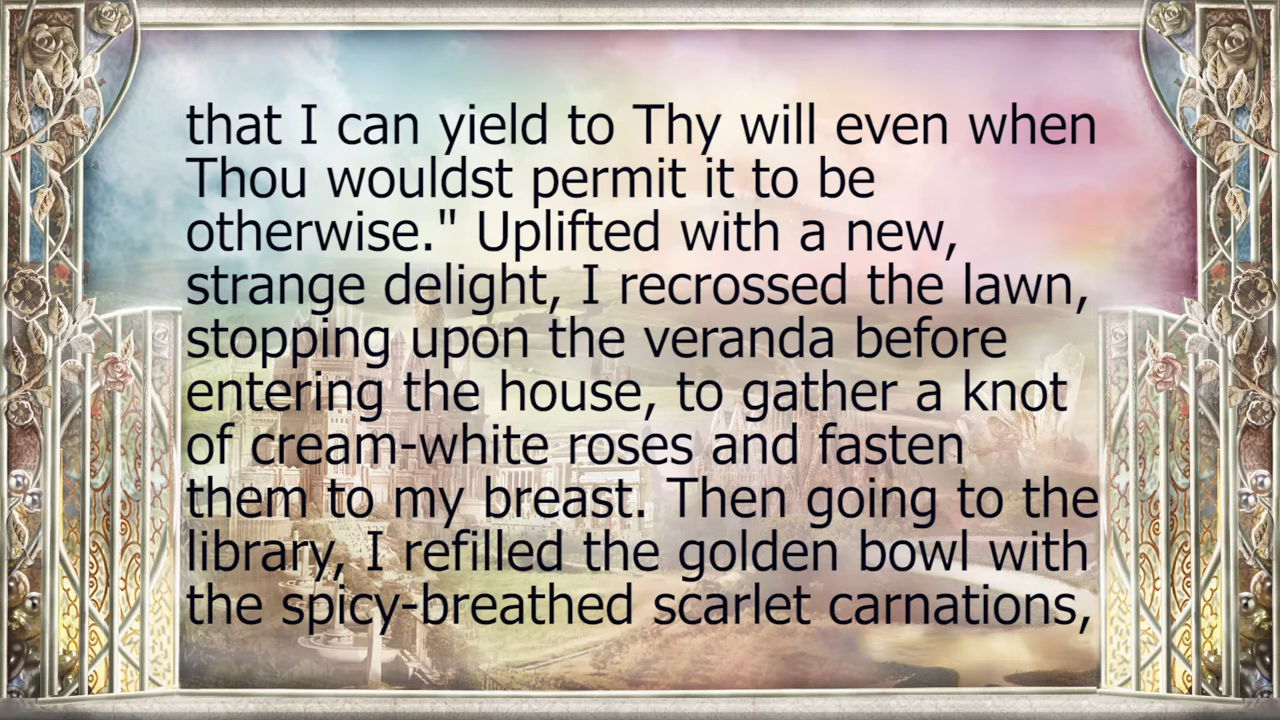 that I can yield to Thy will even when
Thou wouldst permit it to be
otherwise." Uplifted with a new,
strange delight, I recrossed the lawn,
stopping upon the veranda before
entering the house, to gather a knot
of cream-white roses and fasten
them to my breast. Then going to the
library, I refilled the golden bowl with
the spicy-breathed scarlet carnations,